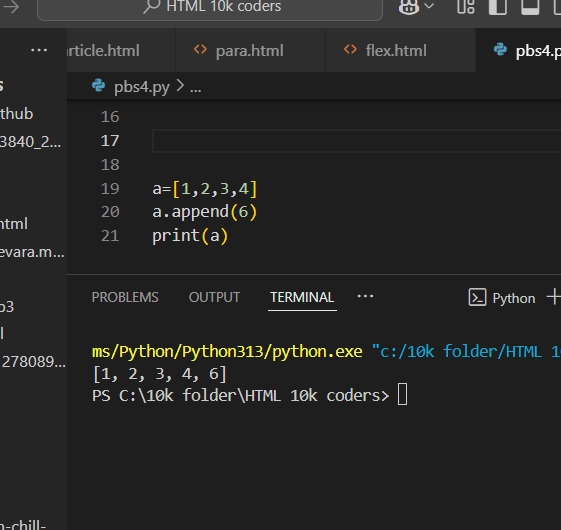 HTML 10k coders
...
article.html para.html flex.html pbs4.p
pbs4.py > ...
s
thub
3840_2...
ntml
evara.m...
o3
l
278089...
n-chill-
16
17
18
19 a=[1,2,3,4]
20 a.append(6)
21 print(a)
PROBLEMS OUTPUT TERMINAL ... Python +
ms/Python/Python313/python.exe "c:/10k folder/HTML 10
[1, 2, 3, 4, 6]
PS C:\10k folder\HTML 10k coders>